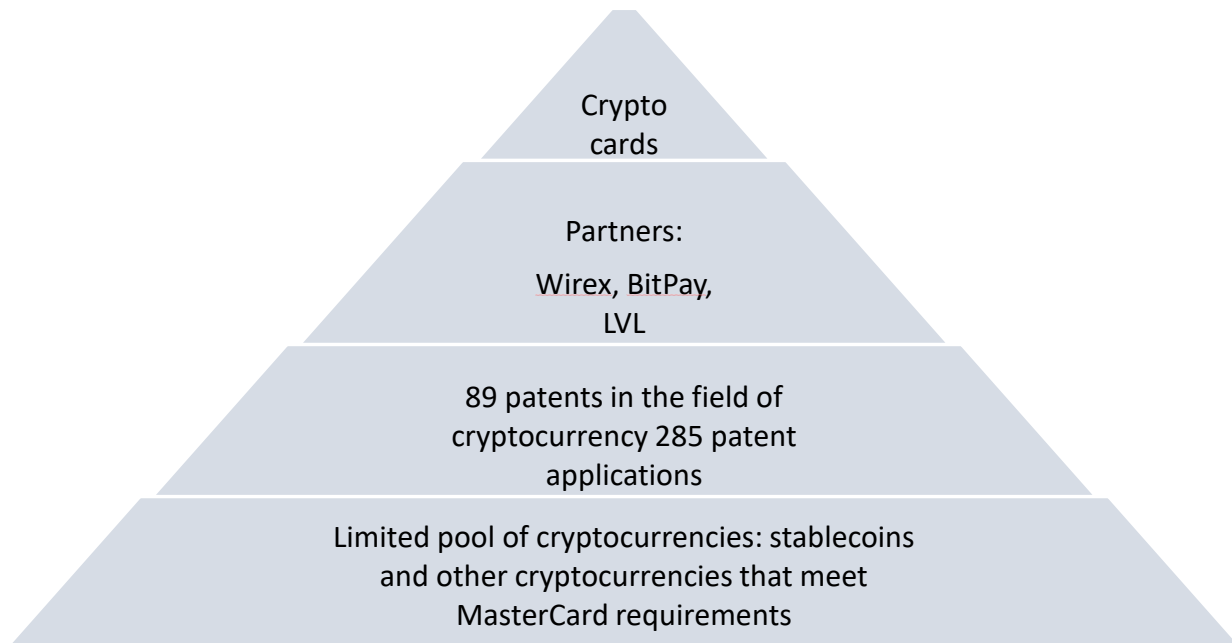 Crypto
cards
Partners:
Wirex, BitPay,
LVL
89 patents in the field of
cryptocurrency 285 patent
applications
Limited pool of cryptocurrencies: stablecoins
and other cryptocurrencies that meet
MasterCard requirements